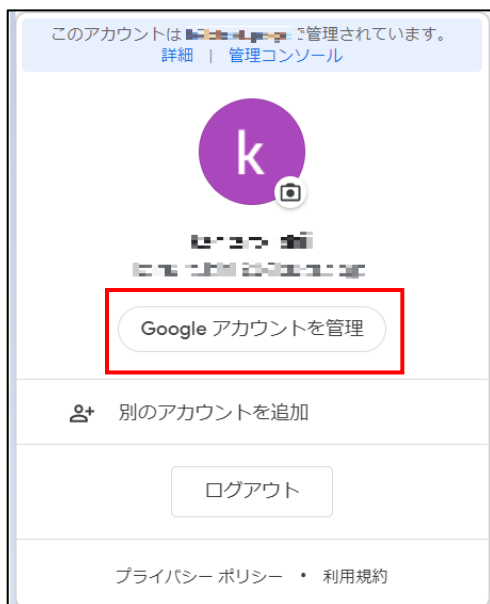 このアカウントは で管理されています。
詳細 | 管理コンソール
k
Google アカウントを管理
別のアカウントを追加
ログアウト
プライバシー ポリシー • 利用規約